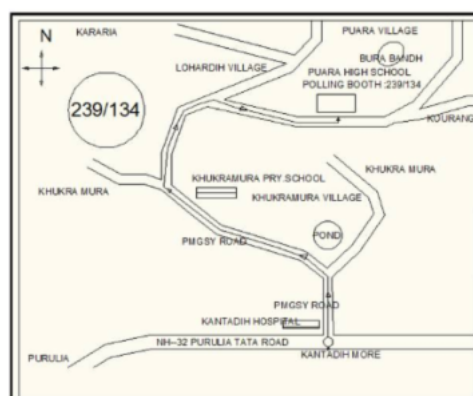 PUARA VILLAGE
KARARIA
N
BURA BANDH
LOHARDIH VILLAGE
PUARA HIGH SCHOOL
POLLING BOOTH :239/134
239/134
KOURANG
KHUKRA MURA
KHUKRAMURA PRY.SCHOOL
KHUKRA MURA
KHUKRAMURA VILLAGE
POND
PMGSY ROAD
PMGSY ROAD
KANTADIH HOSPITAL
NH--32 PURULIA TATA ROAD
KANTADIH MORE
PURULIA